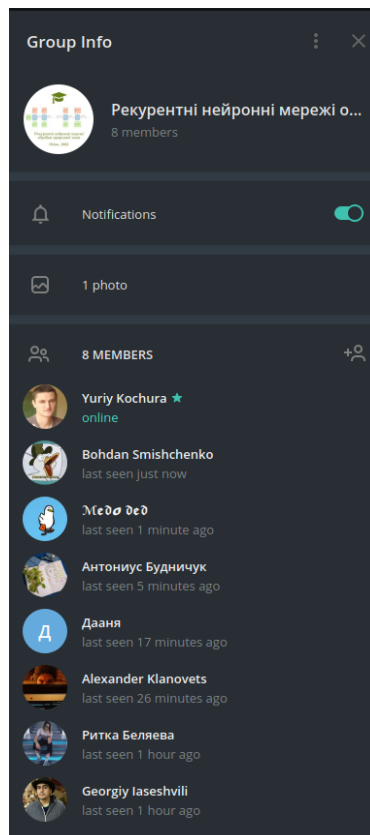 Group Info
Рекурентні нейронні мережі о...
8 members
Notifications
1 photo
8 MEMBERS
Yuriy Kochura
online
Bohdan Smishchenko
last seen just now
𝓜𝖊𝖉𝖔 𝖉𝖊𝖉
last seen 1 minute ago
Антониус Будничук
last seen 5 minutes ago
Д
Дааня
last seen 17 minutes ago
Alexander Klanovets
last seen 26 minutes ago
Ритка Беляева
last seen 1 hour ago
Georgiy Iaseshvili
last seen 1 hour ago